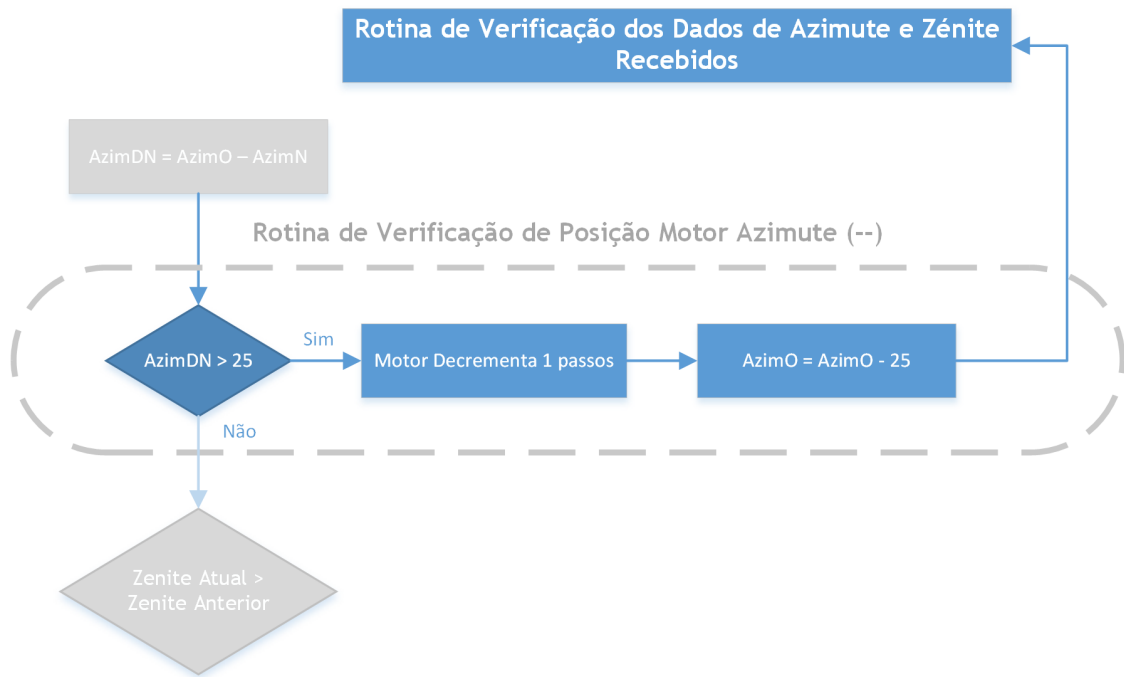 Rotina de Verificação dos Dados de Azimute e Zénite
Recebidos
AzimDN = AzimO – AzimN
Rotina de Verificação de Posição Motor Azimute (--)
AzimDN > 25
Sim
Motor Decrementa 1 passos
AzimO = AzimO - 25
Não
Zenite Atual >
Zenite Anterior